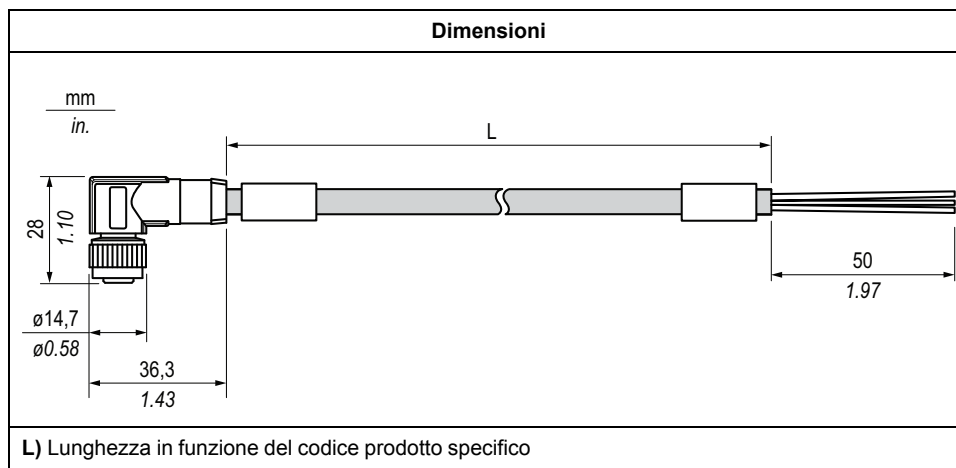 Dimensioni
mm
in.
L
28
1.10
50
1.97
ø14,7
ø0.58
36,3
1.43
L) Lunghezza in funzione del codice prodotto specifico